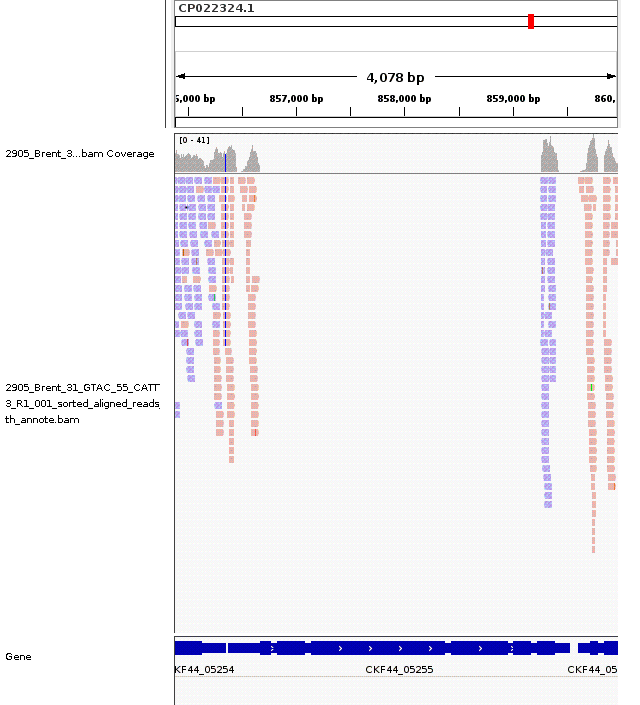 CP022324.1
4,078 bp
5,000 bp 857,000 bp 858,000 bp 859,000 bp 860,
[0 - 41]
2905_Brent_3...bam Coverage
2905_Brent_31_GTAC_55_CATT
3_R1_001_sorted_aligned_reads_
th_annote.bam
Gene
KF44_05254 CKF44_05255 CKF44_05